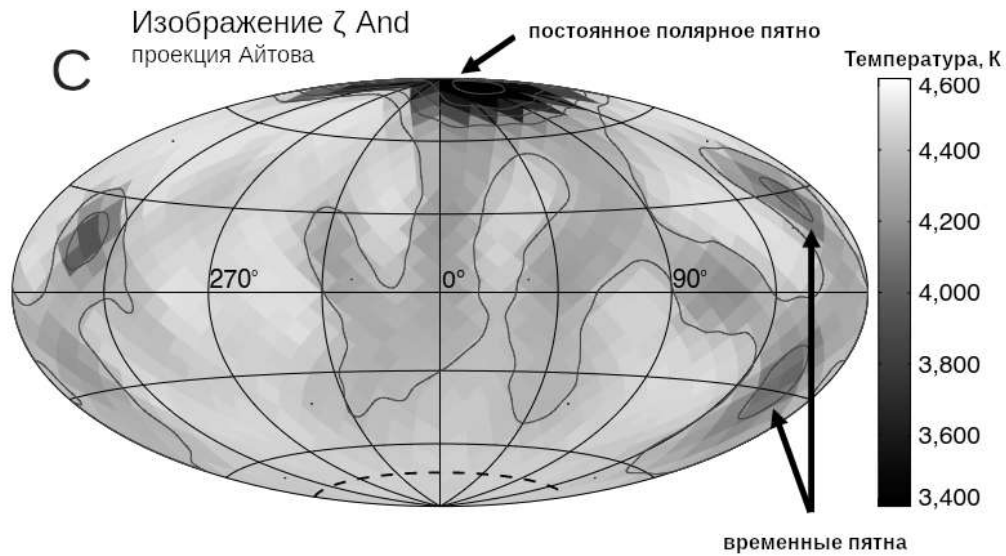 Изображение ζ And
проекция Айтова
C
постоянное полярное пятно
Температура, K
4,600
4,400
4,200
4,000
3,800
3,600
3,400
270°
0°
90°
временные пятна